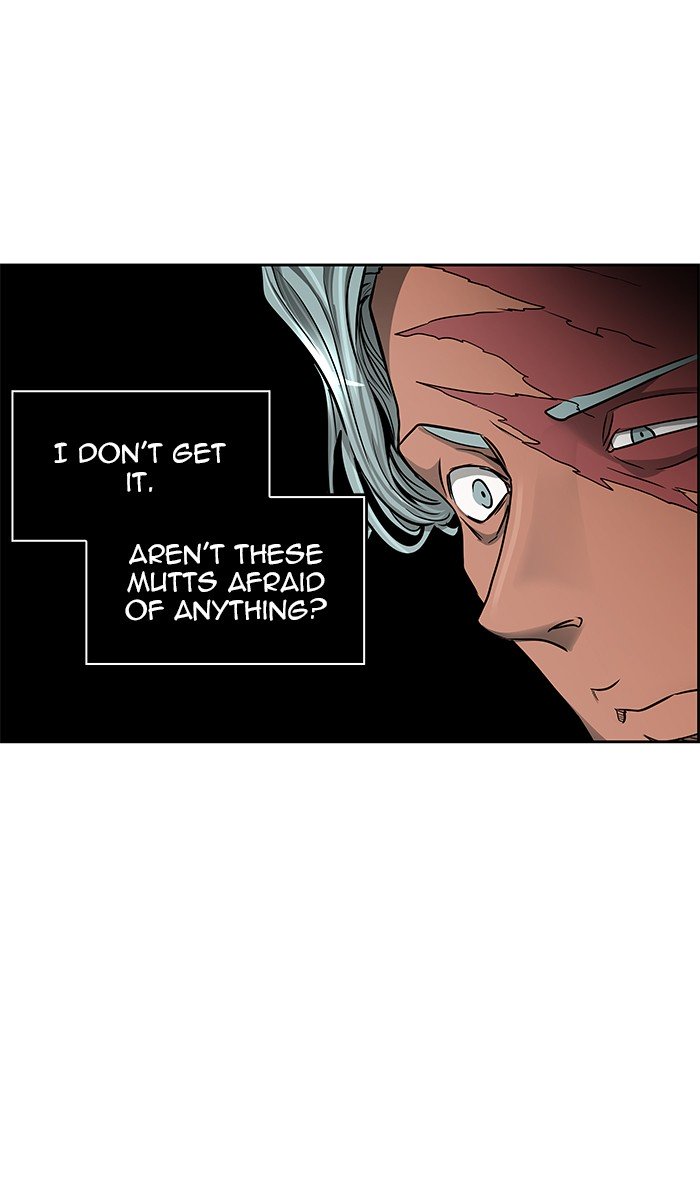 I DON'T GET
IT.
AREN'T THESE
MUTTS AFRAID
OF ANYTHING?